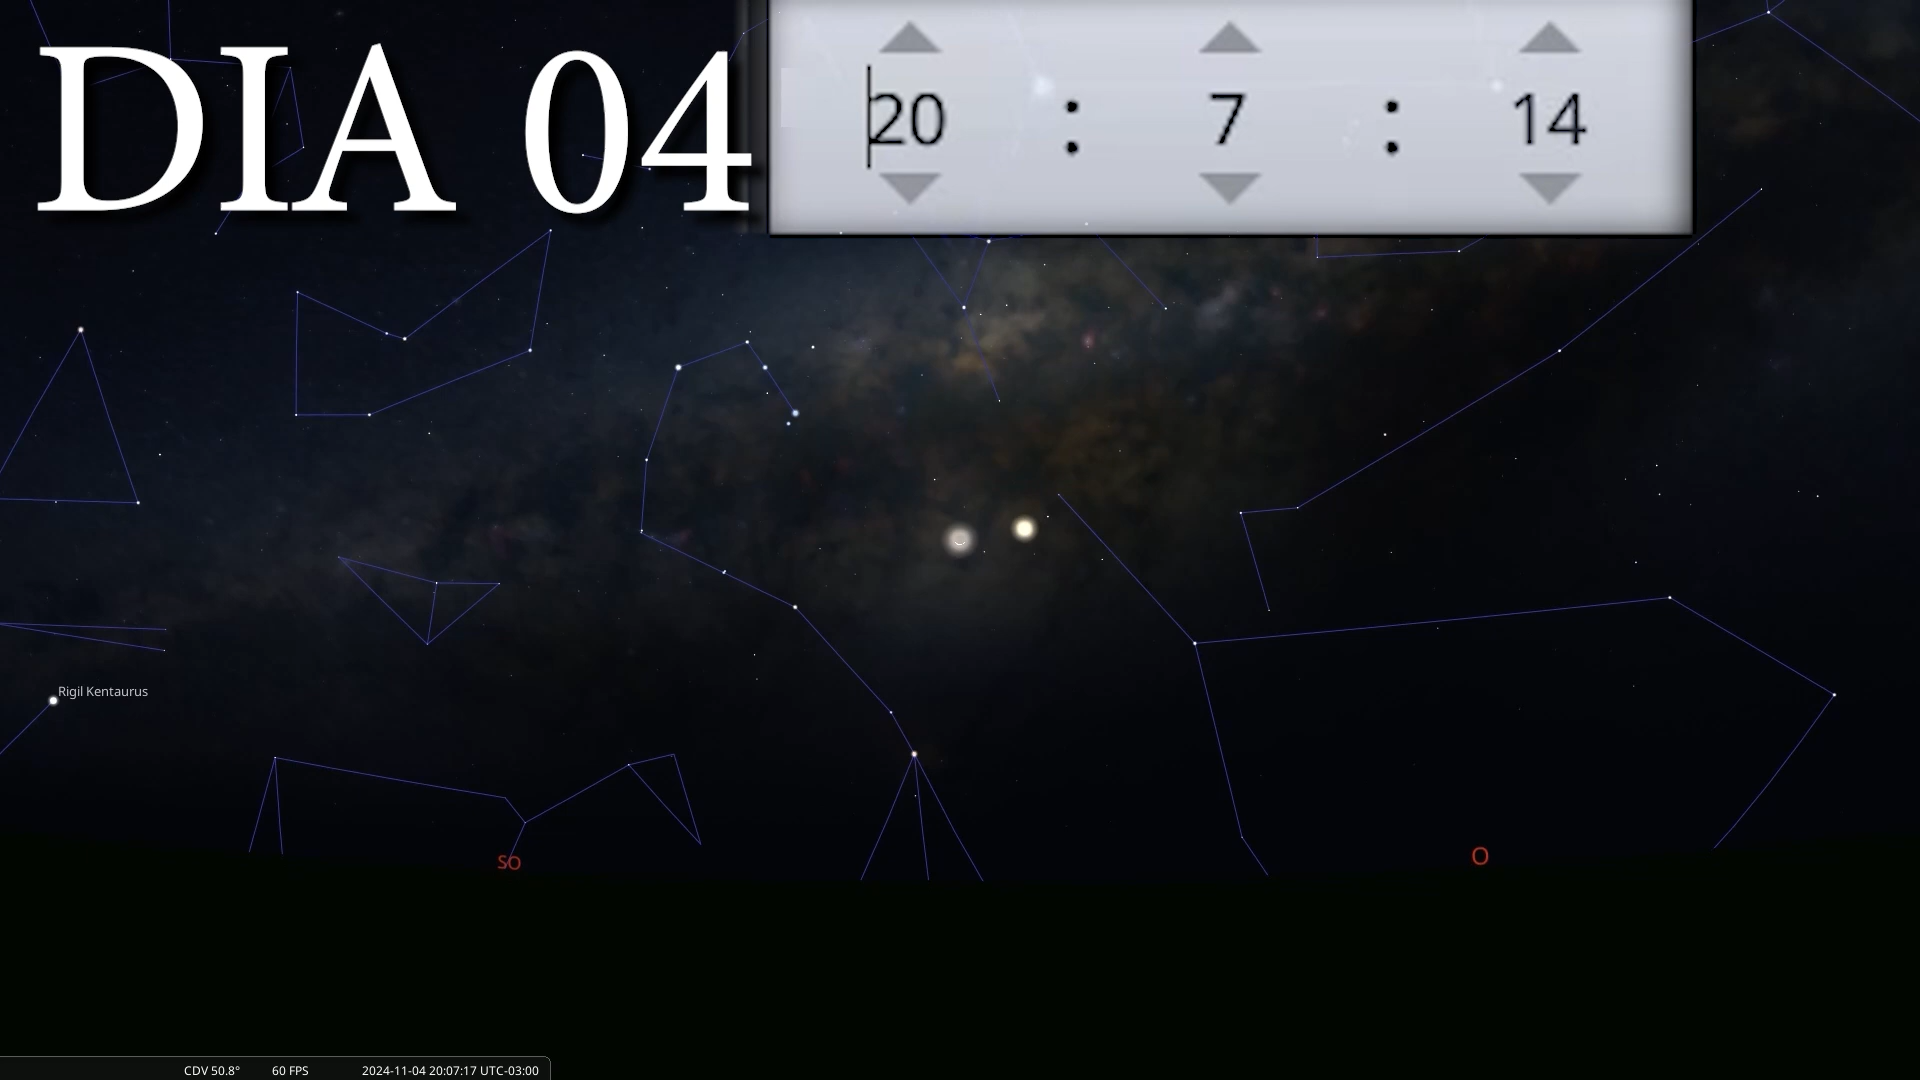 DIA 04
20 : 7 : 14
Rigil Kentaurus
SO
O
CDV 50.8° 60 FPS 2024-11-04 20:07:17 UTC-03:00